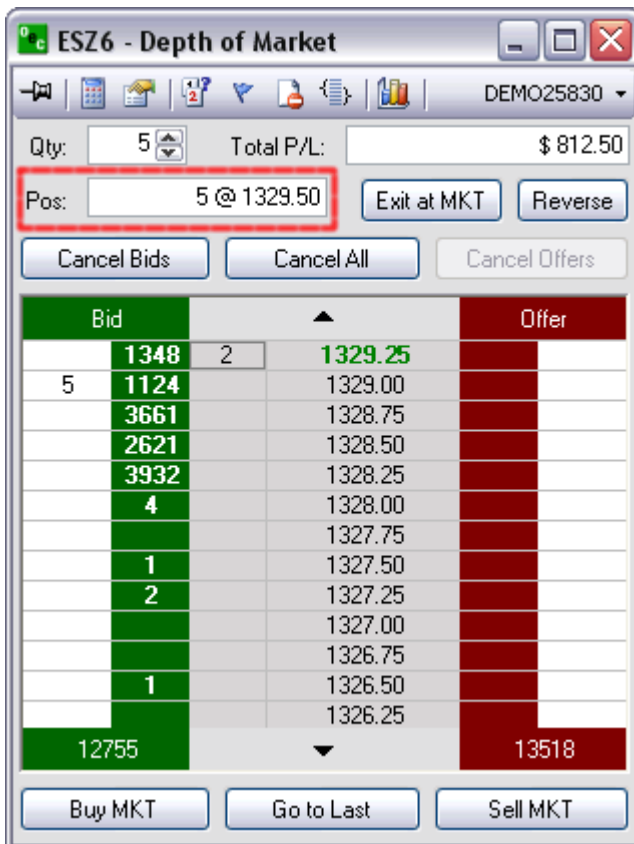 OEC ESZ6 - Depth of Market
2? DEMO25830
Qty: 5 Total P/L: $ 812.50
Pos: 5 @ 1329.50 Exit at MKT Reverse
Cancel Bids Cancel All Cancel Offers
Bid Offer
1348 2 1329.25
5 1124 1329.00
3661 1328.75
2621 1328.50
3932 1328.25
4 1328.00
1327.75
1 1327.50
2 1327.25
1327.00
1326.75
1 1326.50
1326.25
12755 13518
Buy MKT Go to Last Sell MKT